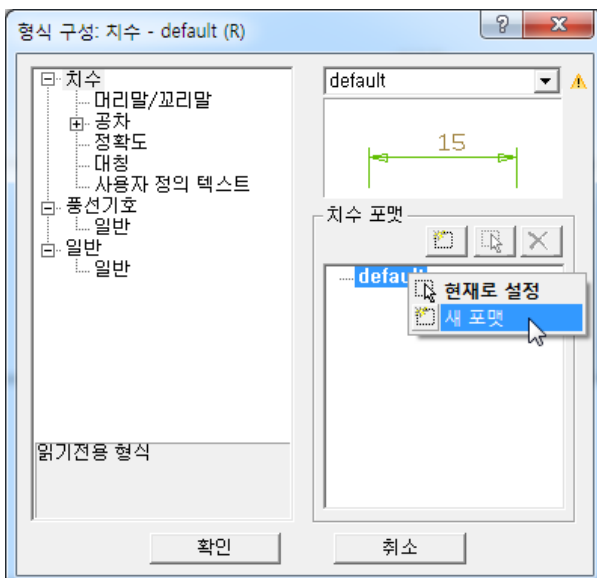 형식 구성: 치수 - default (R)
치수
머리말/꼬리말
공차
정확도
대칭
사용자 정의 텍스트
풍선기호
일반
일반
일반
읽기전용 형식
default
15
치수 포맷
default
현재로 설정
새 포맷
확인
취소